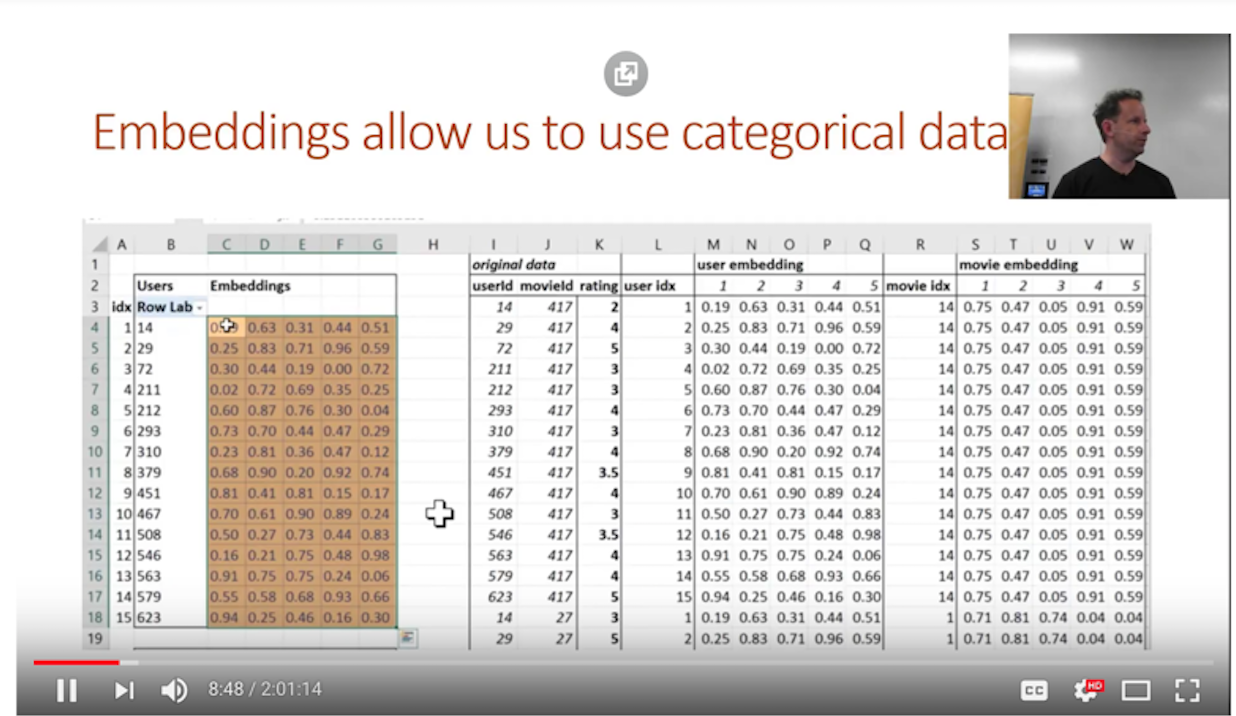 Embeddings allow us to use categorical data
A B C D E F G H I J K L M N O P Q R S T U V W
1 original data user embedding movie embedding
2 Users Embeddings userId movieId rating user idx 1 2 3 4 5 movie idx 1 2 3 4 5
3 idx Row Lab 14 417 2 1 0.19 0.63 0.31 0.44 0.51 14 0.75 0.47 0.05 0.91 0.59
4 1 14 0.63 0.31 0.44 0.51 29 417 4 2 0.25 0.83 0.71 0.96 0.59 14 0.75 0.47 0.05 0.91 0.59
5 2 29 0.25 0.83 0.71 0.96 0.59 72 417 5 3 0.30 0.44 0.19 0.00 0.72 14 0.75 0.47 0.05 0.91 0.59
6 3 72 0.30 0.44 0.19 0.00 0.72 211 417 3 4 0.02 0.72 0.69 0.35 0.25 14 0.75 0.47 0.05 0.91 0.59
7 4 211 0.02 0.72 0.69 0.35 0.25 212 417 3 5 0.60 0.87 0.76 0.30 0.04 14 0.75 0.47 0.05 0.91 0.59
8 5 212 0.60 0.87 0.76 0.30 0.04 293 417 4 6 0.73 0.70 0.44 0.47 0.29 14 0.75 0.47 0.05 0.91 0.59
9 6 293 0.73 0.70 0.44 0.47 0.29 310 417 3 7 0.23 0.81 0.36 0.47 0.12 14 0.75 0.47 0.05 0.91 0.59
10 7 310 0.23 0.81 0.36 0.47 0.12 379 417 4 8 0.68 0.90 0.20 0.92 0.74 14 0.75 0.47 0.05 0.91 0.59
11 8 379 0.68 0.90 0.20 0.92 0.74 451 417 3.5 9 0.81 0.41 0.81 0.15 0.17 14 0.75 0.47 0.05 0.91 0.59
12 9 451 0.81 0.41 0.81 0.15 0.17 467 417 4 10 0.70 0.61 0.90 0.89 0.24 14 0.75 0.47 0.05 0.91 0.59
13 10 467 0.70 0.61 0.90 0.89 0.24 508 417 3 11 0.50 0.27 0.73 0.44 0.83 14 0.75 0.47 0.05 0.91 0.59
14 11 508 0.50 0.27 0.73 0.44 0.83 546 417 3.5 12 0.16 0.21 0.75 0.48 0.98 14 0.75 0.47 0.05 0.91 0.59
15 12 546 0.16 0.21 0.75 0.48 0.98 563 417 4 13 0.91 0.75 0.75 0.24 0.06 14 0.75 0.47 0.05 0.91 0.59
16 13 563 0.91 0.75 0.75 0.24 0.06 579 417 4 14 0.55 0.58 0.68 0.93 0.66 14 0.75 0.47 0.05 0.91 0.59
17 14 579 0.55 0.58 0.68 0.93 0.66 623 417 5 15 0.94 0.25 0.46 0.16 0.30 14 0.75 0.47 0.05 0.91 0.59
18 15 623 0.94 0.25 0.46 0.16 0.30 14 27 3 1 0.19 0.63 0.31 0.44 0.51 1 0.71 0.81 0.74 0.04 0.04
19 29 27 5 2 0.25 0.83 0.71 0.96 0.59 1 0.71 0.81 0.74 0.04 0.04
8:48 / 2:01:14 CC HD